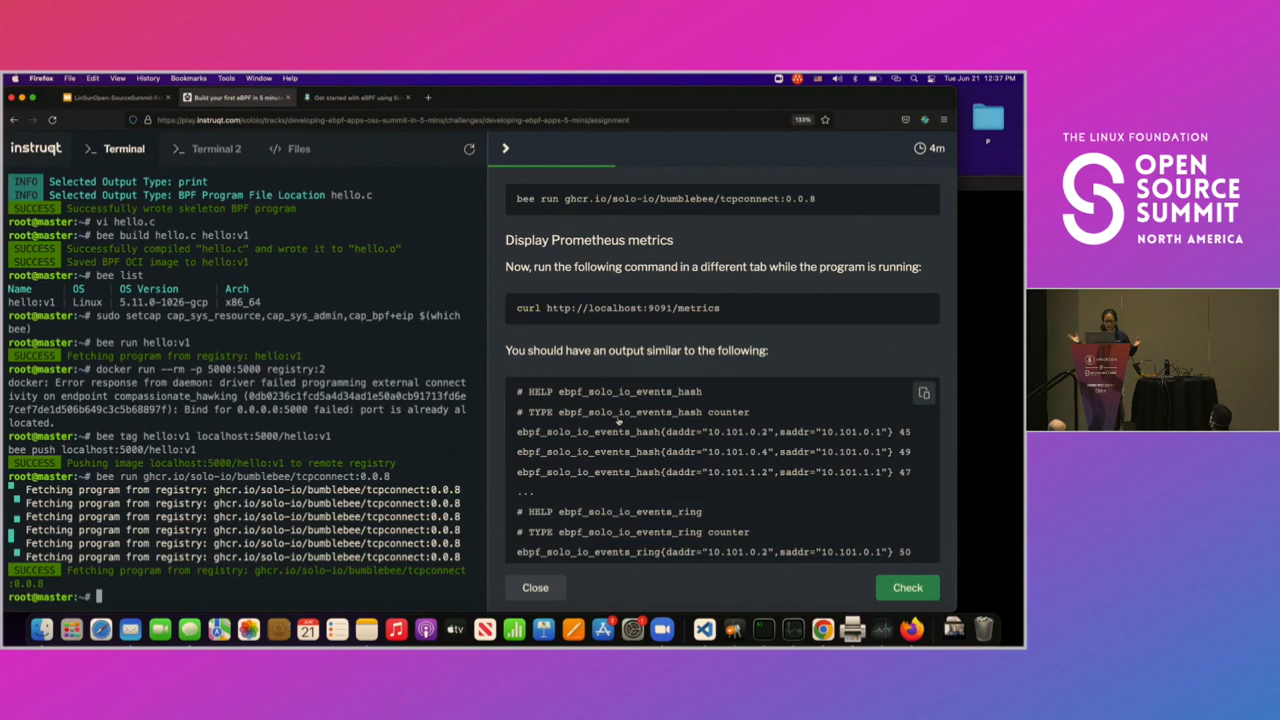 Firefox File Edit View History Bookmarks Tools Window Help
Tue Jun 21 12:37 PM
LinSunOpen-SourceSummit-Fin
Build your first eBPF in 5 minu
Get started with eBPF using Bu
https://play.instruqt.com/soloio/tracks/developing-ebpf-apps-oss-summit-in-5-mins/challenges/developing-ebpf-apps-5-mins/assignment
133%
P
instruqt
>_ Terminal
>_ Terminal 2
</> Files
4m
INFO Selected Output Type: print
INFO Selected Output Type: BPF Program File Location hello.c
SUCCESS Successfully wrote skeleton BPF program
root@master:~# vi hello.c
root@master:~# bee build hello.c hello:v1
SUCCESS Successfully compiled "hello.c" and wrote it to "hello.o"
SUCCESS Saved BPF OCI image to hello:v1
root@master:~# bee list
Name | OS | OS Version | Arch
hello:v1 | Linux | 5.11.0-1026-gcp | x86_64
root@master:~# sudo setcap cap_sys_resource,cap_sys_admin,cap_bpf+eip $(which
bee)
root@master:~# bee run hello:v1
SUCCESS Fetching program from registry: hello:v1
root@master:~# docker run --rm -p 5000:5000 registry:2
docker: Error response from daemon: driver failed programming external connect
ivity on endpoint compassionate_hawking (0db0236c1fcd5a4d34ad1e50a0cb91713fd6e
7cef7de1d506b649c3c5b68897f): Bind for 0.0.0.0:5000 failed: port is already al
located.
root@master:~# bee tag hello:v1 localhost:5000/hello:v1
bee push localhost:5000/hello:v1
SUCCESS Pushing image localhost:5000/hello:v1 to remote registry
root@master:~# bee run ghcr.io/solo-io/bumblebee/tcpconnect:0.0.8
Fetching program from registry: ghcr.io/solo-io/bumblebee/tcpconnect:0.0.8
Fetching program from registry: ghcr.io/solo-io/bumblebee/tcpconnect:0.0.8
Fetching program from registry: ghcr.io/solo-io/bumblebee/tcpconnect:0.0.8
Fetching program from registry: ghcr.io/solo-io/bumblebee/tcpconnect:0.0.8
Fetching program from registry: ghcr.io/solo-io/bumblebee/tcpconnect:0.0.8
Fetching program from registry: ghcr.io/solo-io/bumblebee/tcpconnect:0.0.8
SUCCESS Fetching program from registry: ghcr.io/solo-io/bumblebee/tcpconnect
:0.0.8
root@master:~#
bee run ghcr.io/solo-io/bumblebee/tcpconnect:0.0.8
Display Prometheus metrics
Now, run the following command in a different tab while the program is running:
curl http://localhost:9091/metrics
You should have an output similar to the following:
# HELP ebpf_solo_io_events_hash
# TYPE ebpf_solo_io_events_hash counter
ebpf_solo_io_events_hash{daddr="10.101.0.2",saddr="10.101.0.1"} 45
ebpf_solo_io_events_hash{daddr="10.101.0.4",saddr="10.101.0.1"} 49
ebpf_solo_io_events_hash{daddr="10.101.1.2",saddr="10.101.1.1"} 47
...
# HELP ebpf_solo_io_events_ring
# TYPE ebpf_solo_io_events_ring counter
ebpf_solo_io_events_ring{daddr="10.101.0.2",saddr="10.101.0.1"} 50
Close
Check
JUN
21
tv
THE LINUX FOUNDATION
OPEN
SOURCE
SUMMIT
NORTH AMERICA